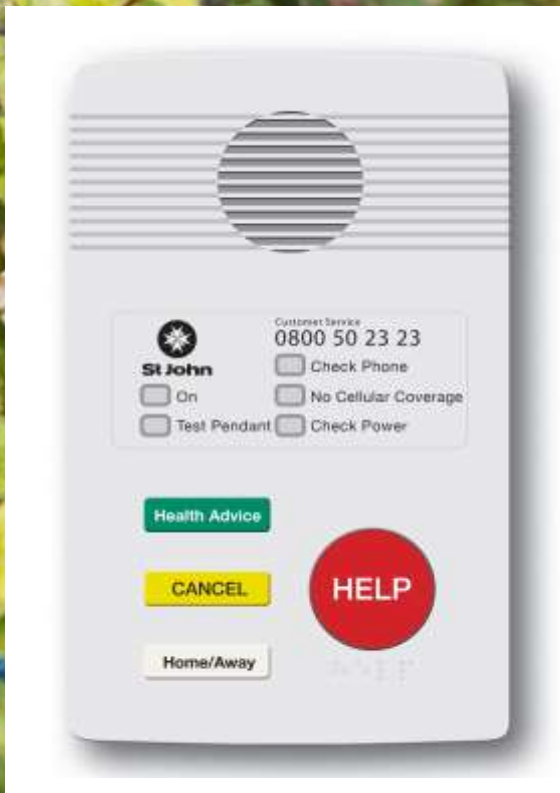 Customer Service
0800 50 23 23
St John
Check Phone
On
No Cellular Coverage
Test Pendant
Check Power
Health Advice
CANCEL
HELP
Home/Away